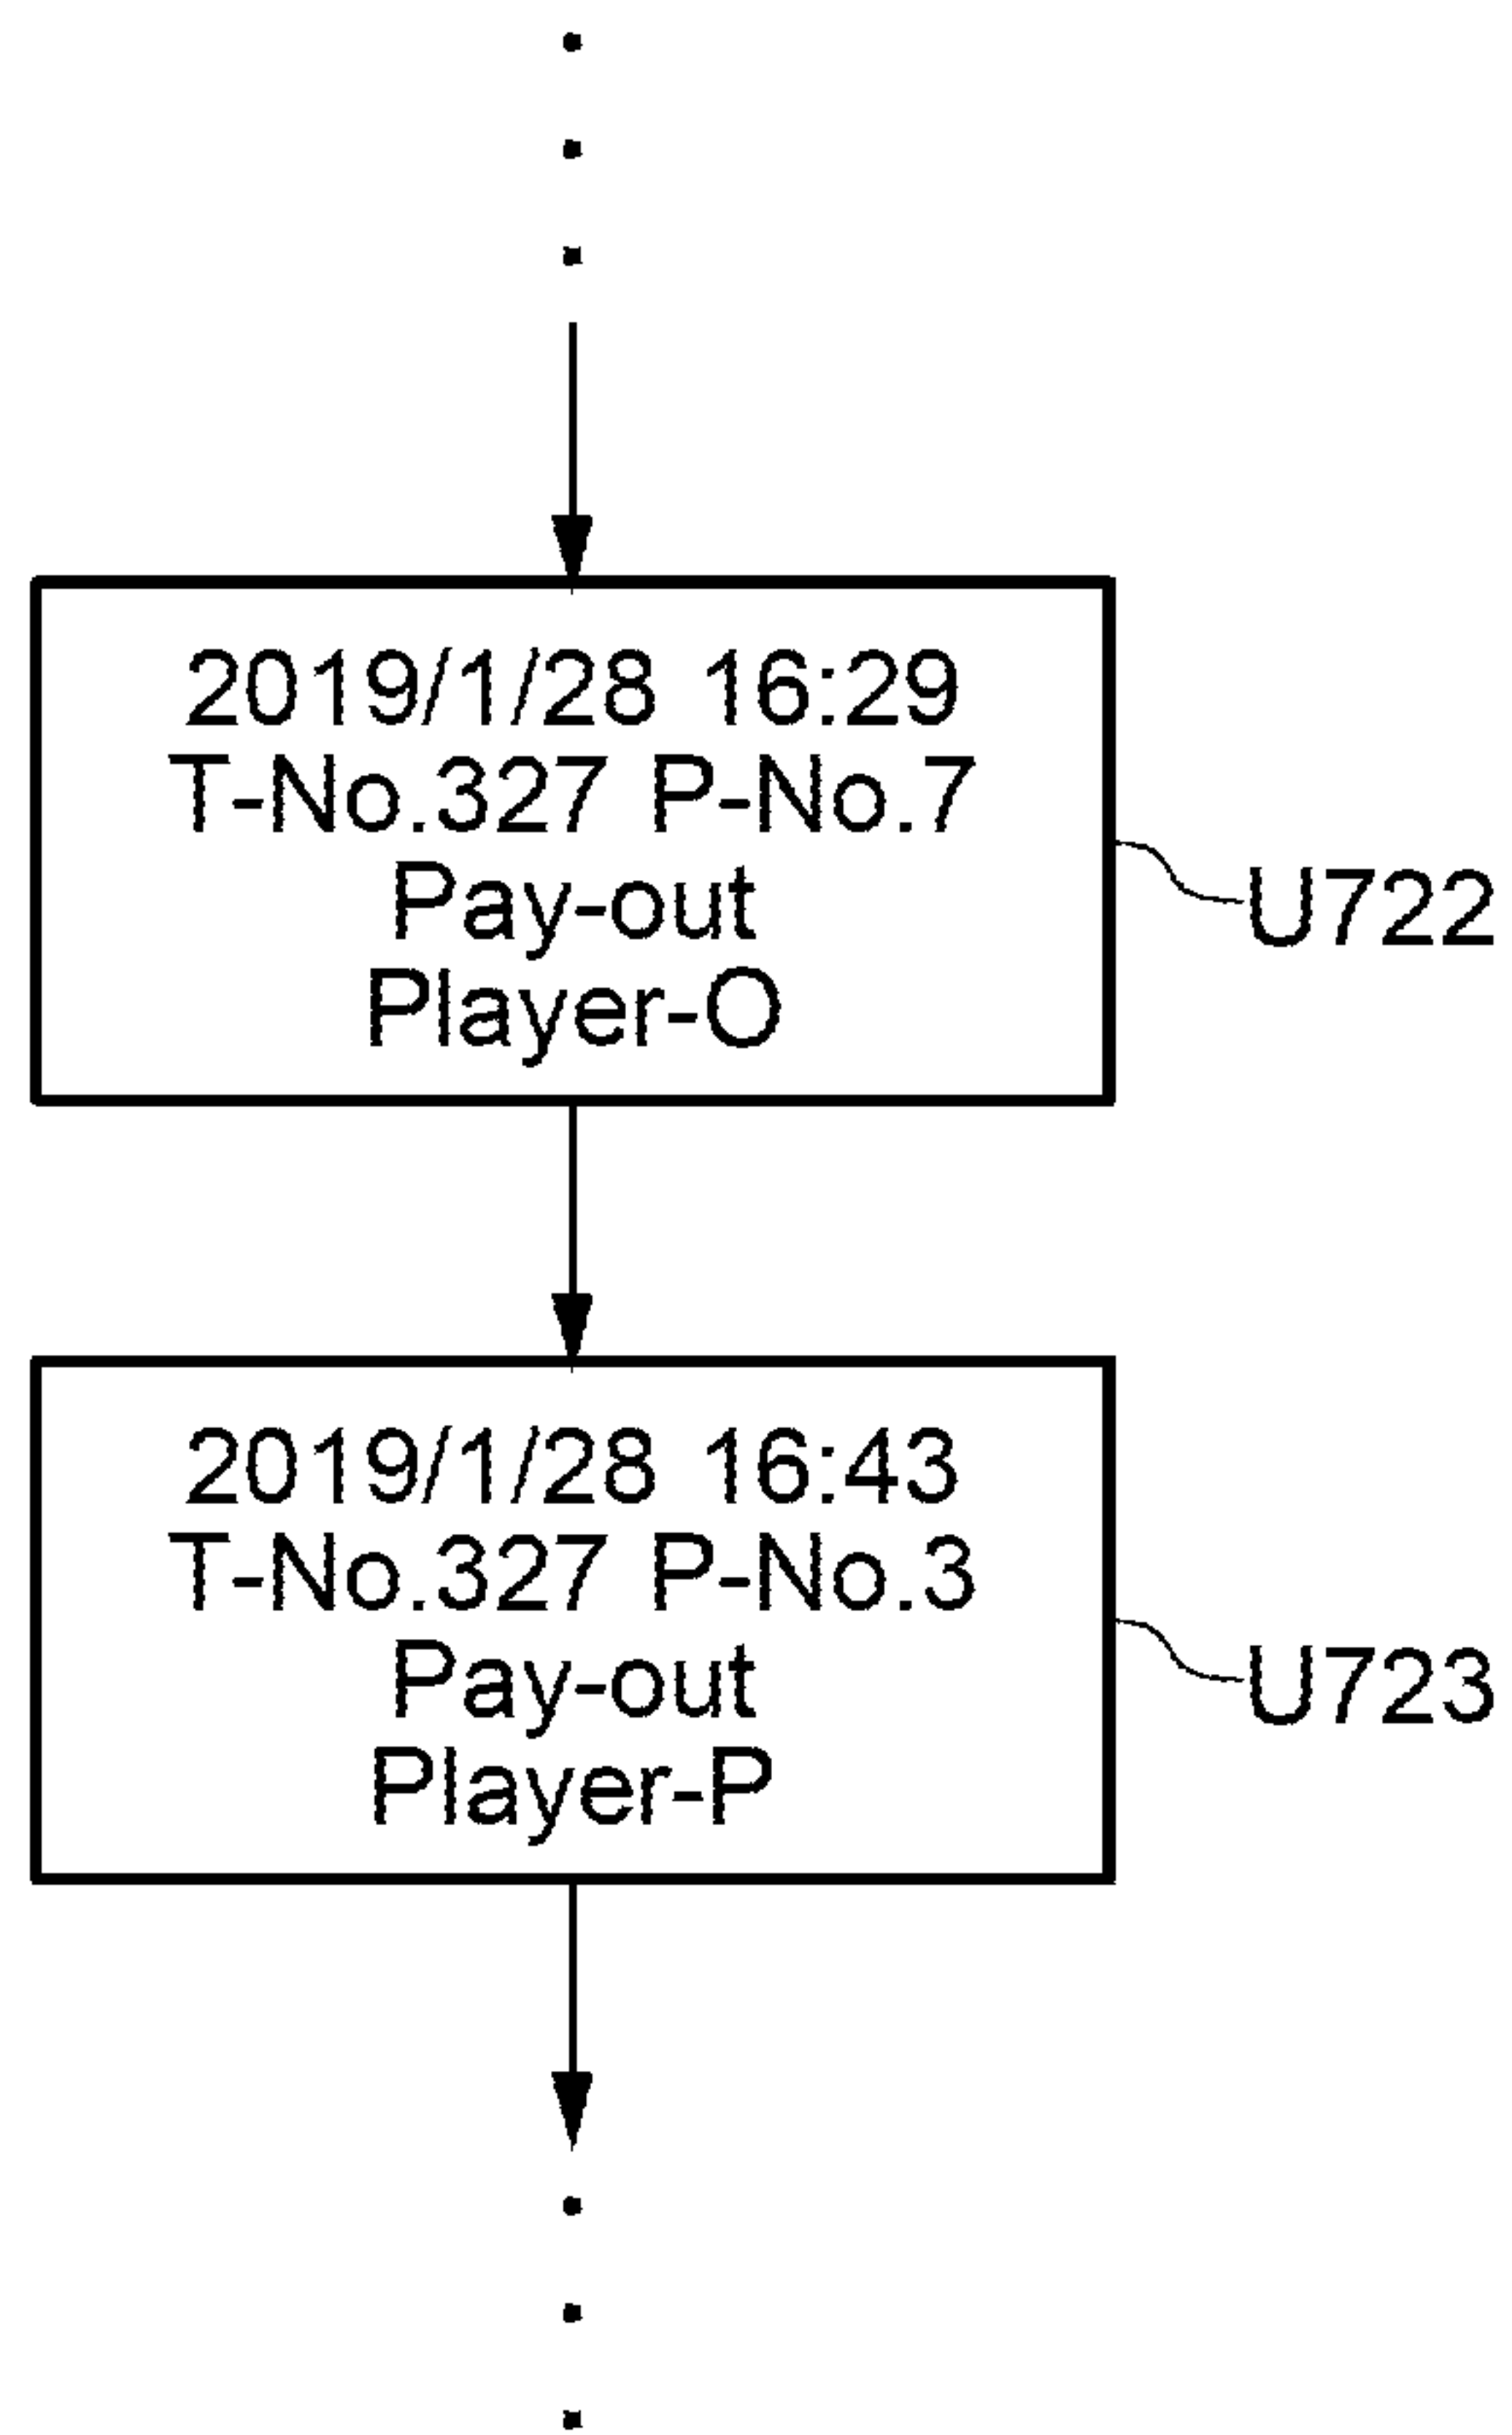 2019/1/28 16:29
T-No.327 P-No.7
Pay-out
Player-O
U722
2019/1/28 16:43
T-No.327 P-No.3
Pay-out
Player-P
U723